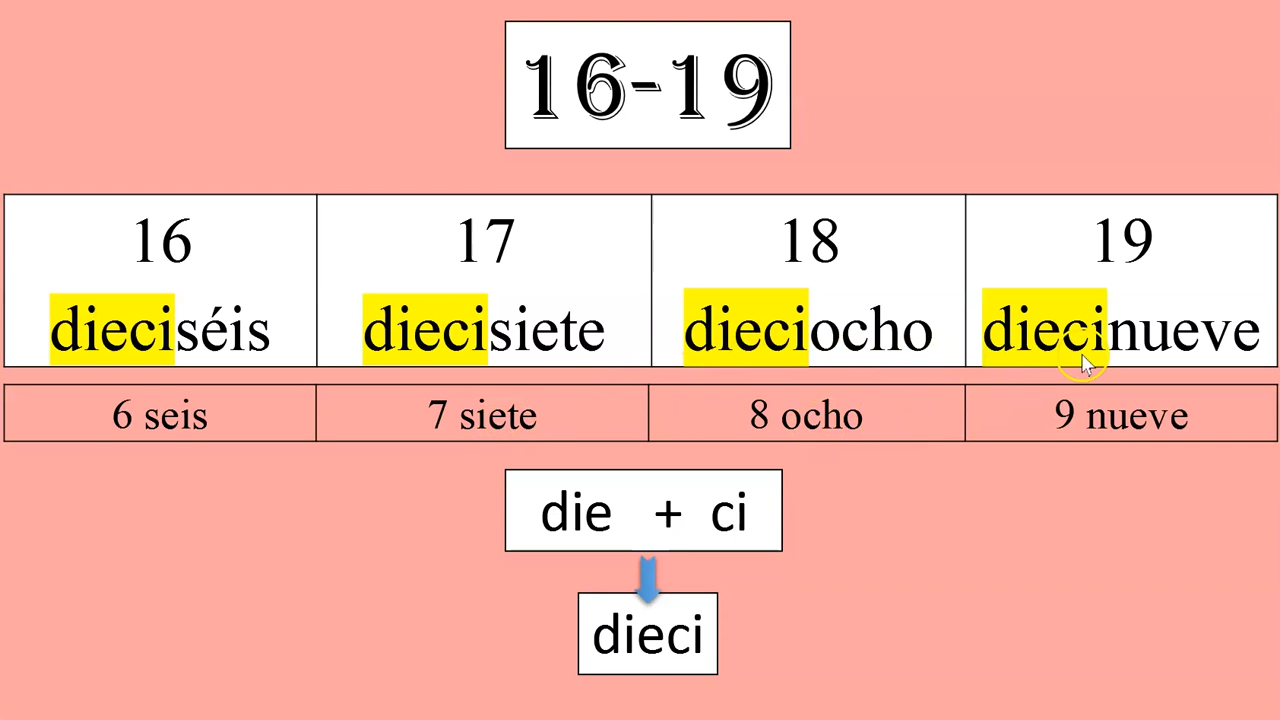 16-19
16 17 18 19
dieciséis diecisiete dieciocho diecinueve
6 seis 7 siete 8 ocho 9 nueve
die + ci
dieci